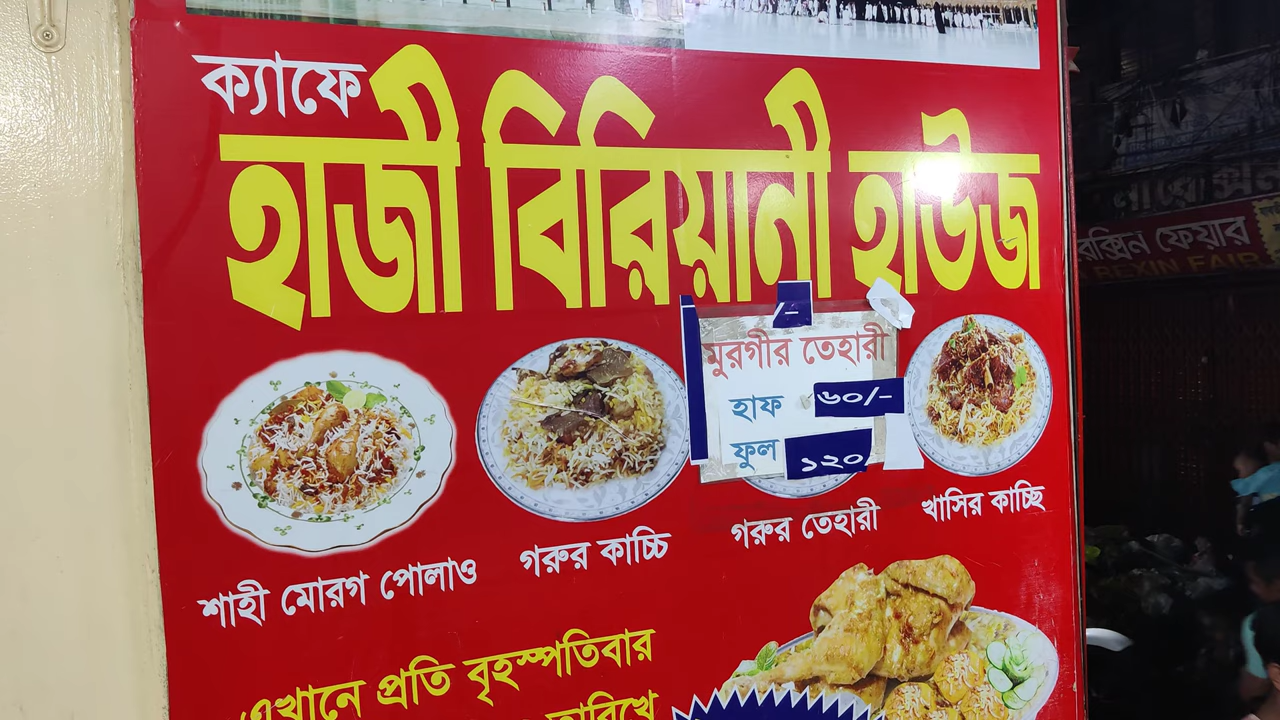 ক্যাফে
হাজী বিরিয়ানী হাউজ
মুরগীর তেহারী
হাফ ৬০/-
ফুল ১২০
শাহী মোরগ পোলাও
গরুর কাচ্চি
গরুর তেহারী
খাসির কাচ্ছি
এখানে প্রতি বৃহস্পতিবার
তারিখে
রেক্সিন ফেয়ার
REXIN FAIR